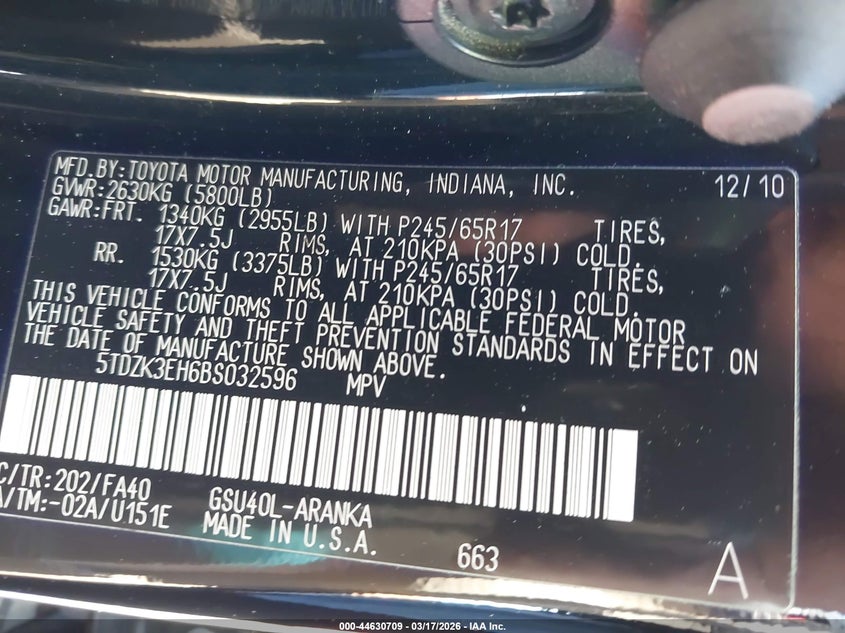 MFD.BY:TOYOTA MOTOR MANUFACTURING, INDIANA, INC. 12/10
GVWR:2630KG (5800LB)
GAWR:FRT. 1340KG (2955LB) WITH P245/65R17 TIRES,
17X7.5J RIMS, AT 210KPA (30PSI) COLD.
RR. 1530KG (3375LB) WITH P245/65R17 TIRES,
17X7.5J RIMS, AT 210KPA (30PSI) COLD.
THIS VEHICLE CONFORMS TO ALL APPLICABLE FEDERAL MOTOR
VEHICLE SAFETY AND THEFT PREVENTION STANDARDS IN EFFECT ON
THE DATE OF MANUFACTURE SHOWN ABOVE.
5TDZK3EH6BS032596 MPV
C/TR:202/FA40 GSU40L-ARANKA
A/TM:-02A/U151E MADE IN U.S.A.
663 A
000-44630709 - 03/17/2026 - IAA Inc.